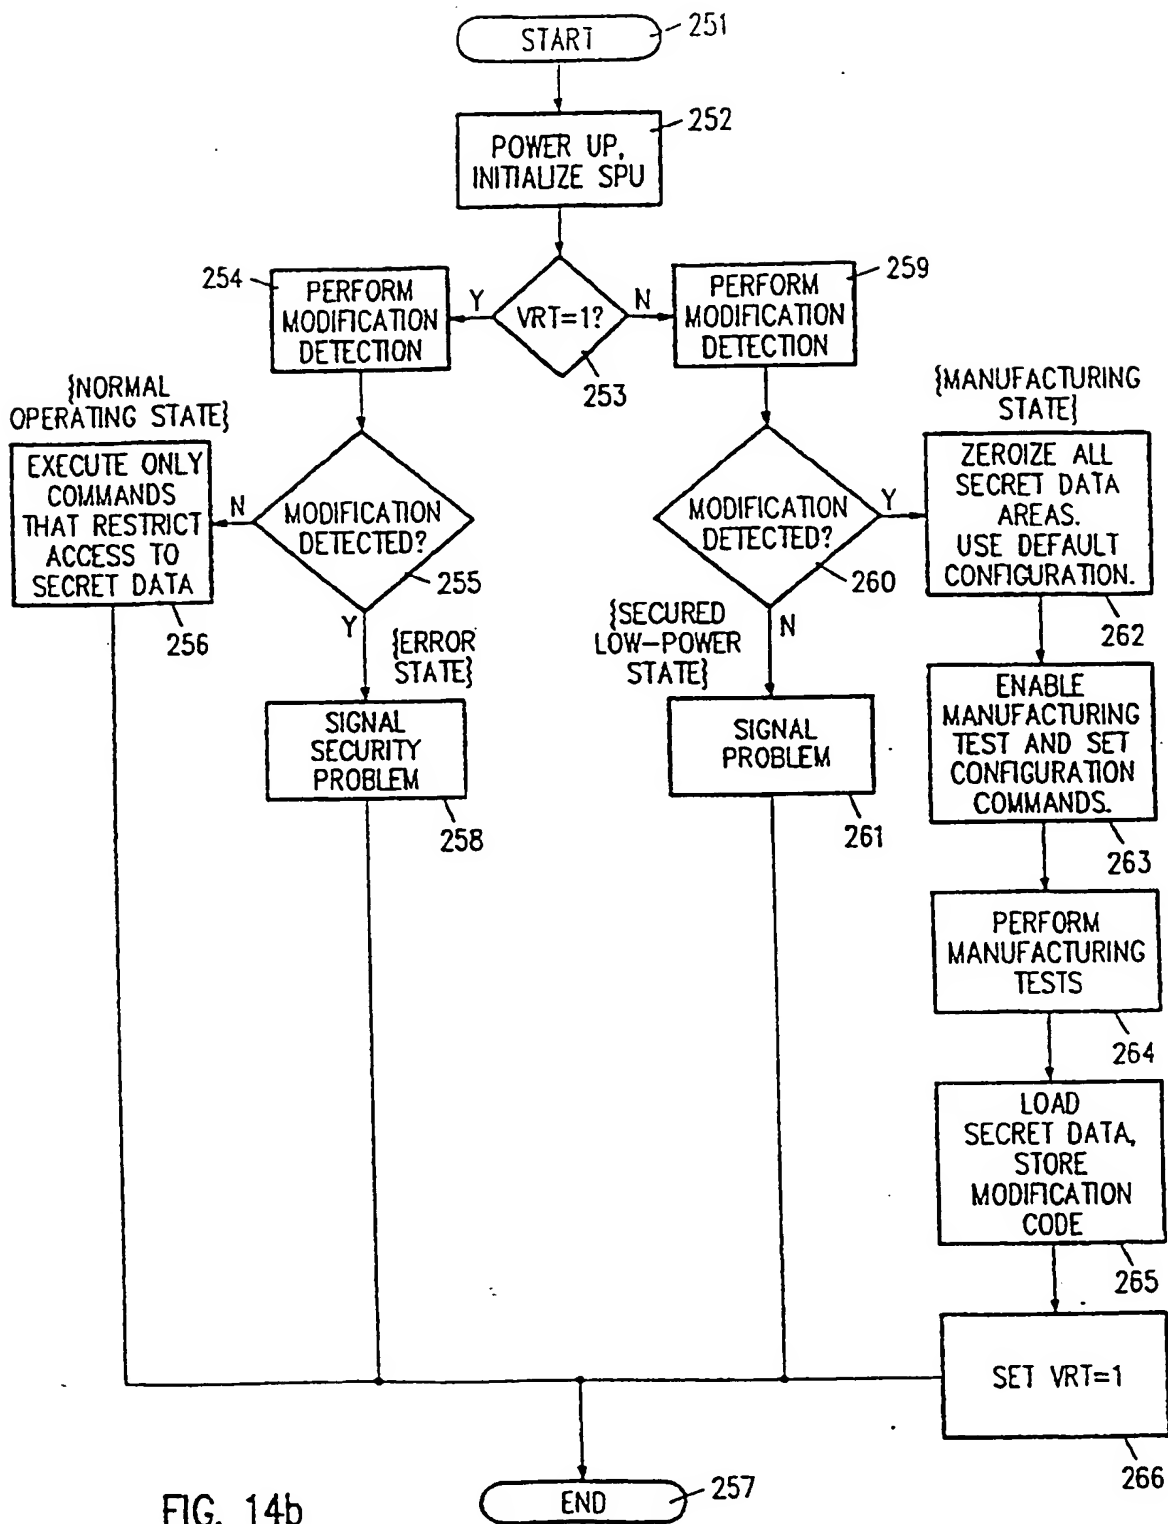 START
251
252
POWER UP,
INITIALIZE SPU
254
PERFORM
MODIFICATION
DETECTION
Y
VRT=1?
253
N
259
PERFORM
MODIFICATION
DETECTION
{NORMAL
OPERATING STATE}
EXECUTE ONLY
COMMANDS
THAT RESTRICT
ACCESS TO
SECRET DATA
256
N
MODIFICATION
DETECTED?
255
Y
{ERROR
STATE}
SIGNAL
SECURITY
PROBLEM
258
MODIFICATION
DETECTED?
260
Y
N
{SECURED
LOW-POWER
STATE}
SIGNAL
PROBLEM
261
{MANUFACTURING
STATE}
ZEROIZE ALL
SECRET DATA
AREAS.
USE DEFAULT
CONFIGURATION.
262
ENABLE
MANUFACTURING
TEST AND SET
CONFIGURATION
COMMANDS.
263
PERFORM
MANUFACTURING
TESTS
264
LOAD
SECRET DATA,
STORE
MODIFICATION
CODE
265
SET VRT=1
266
END
257
FIG. 14b